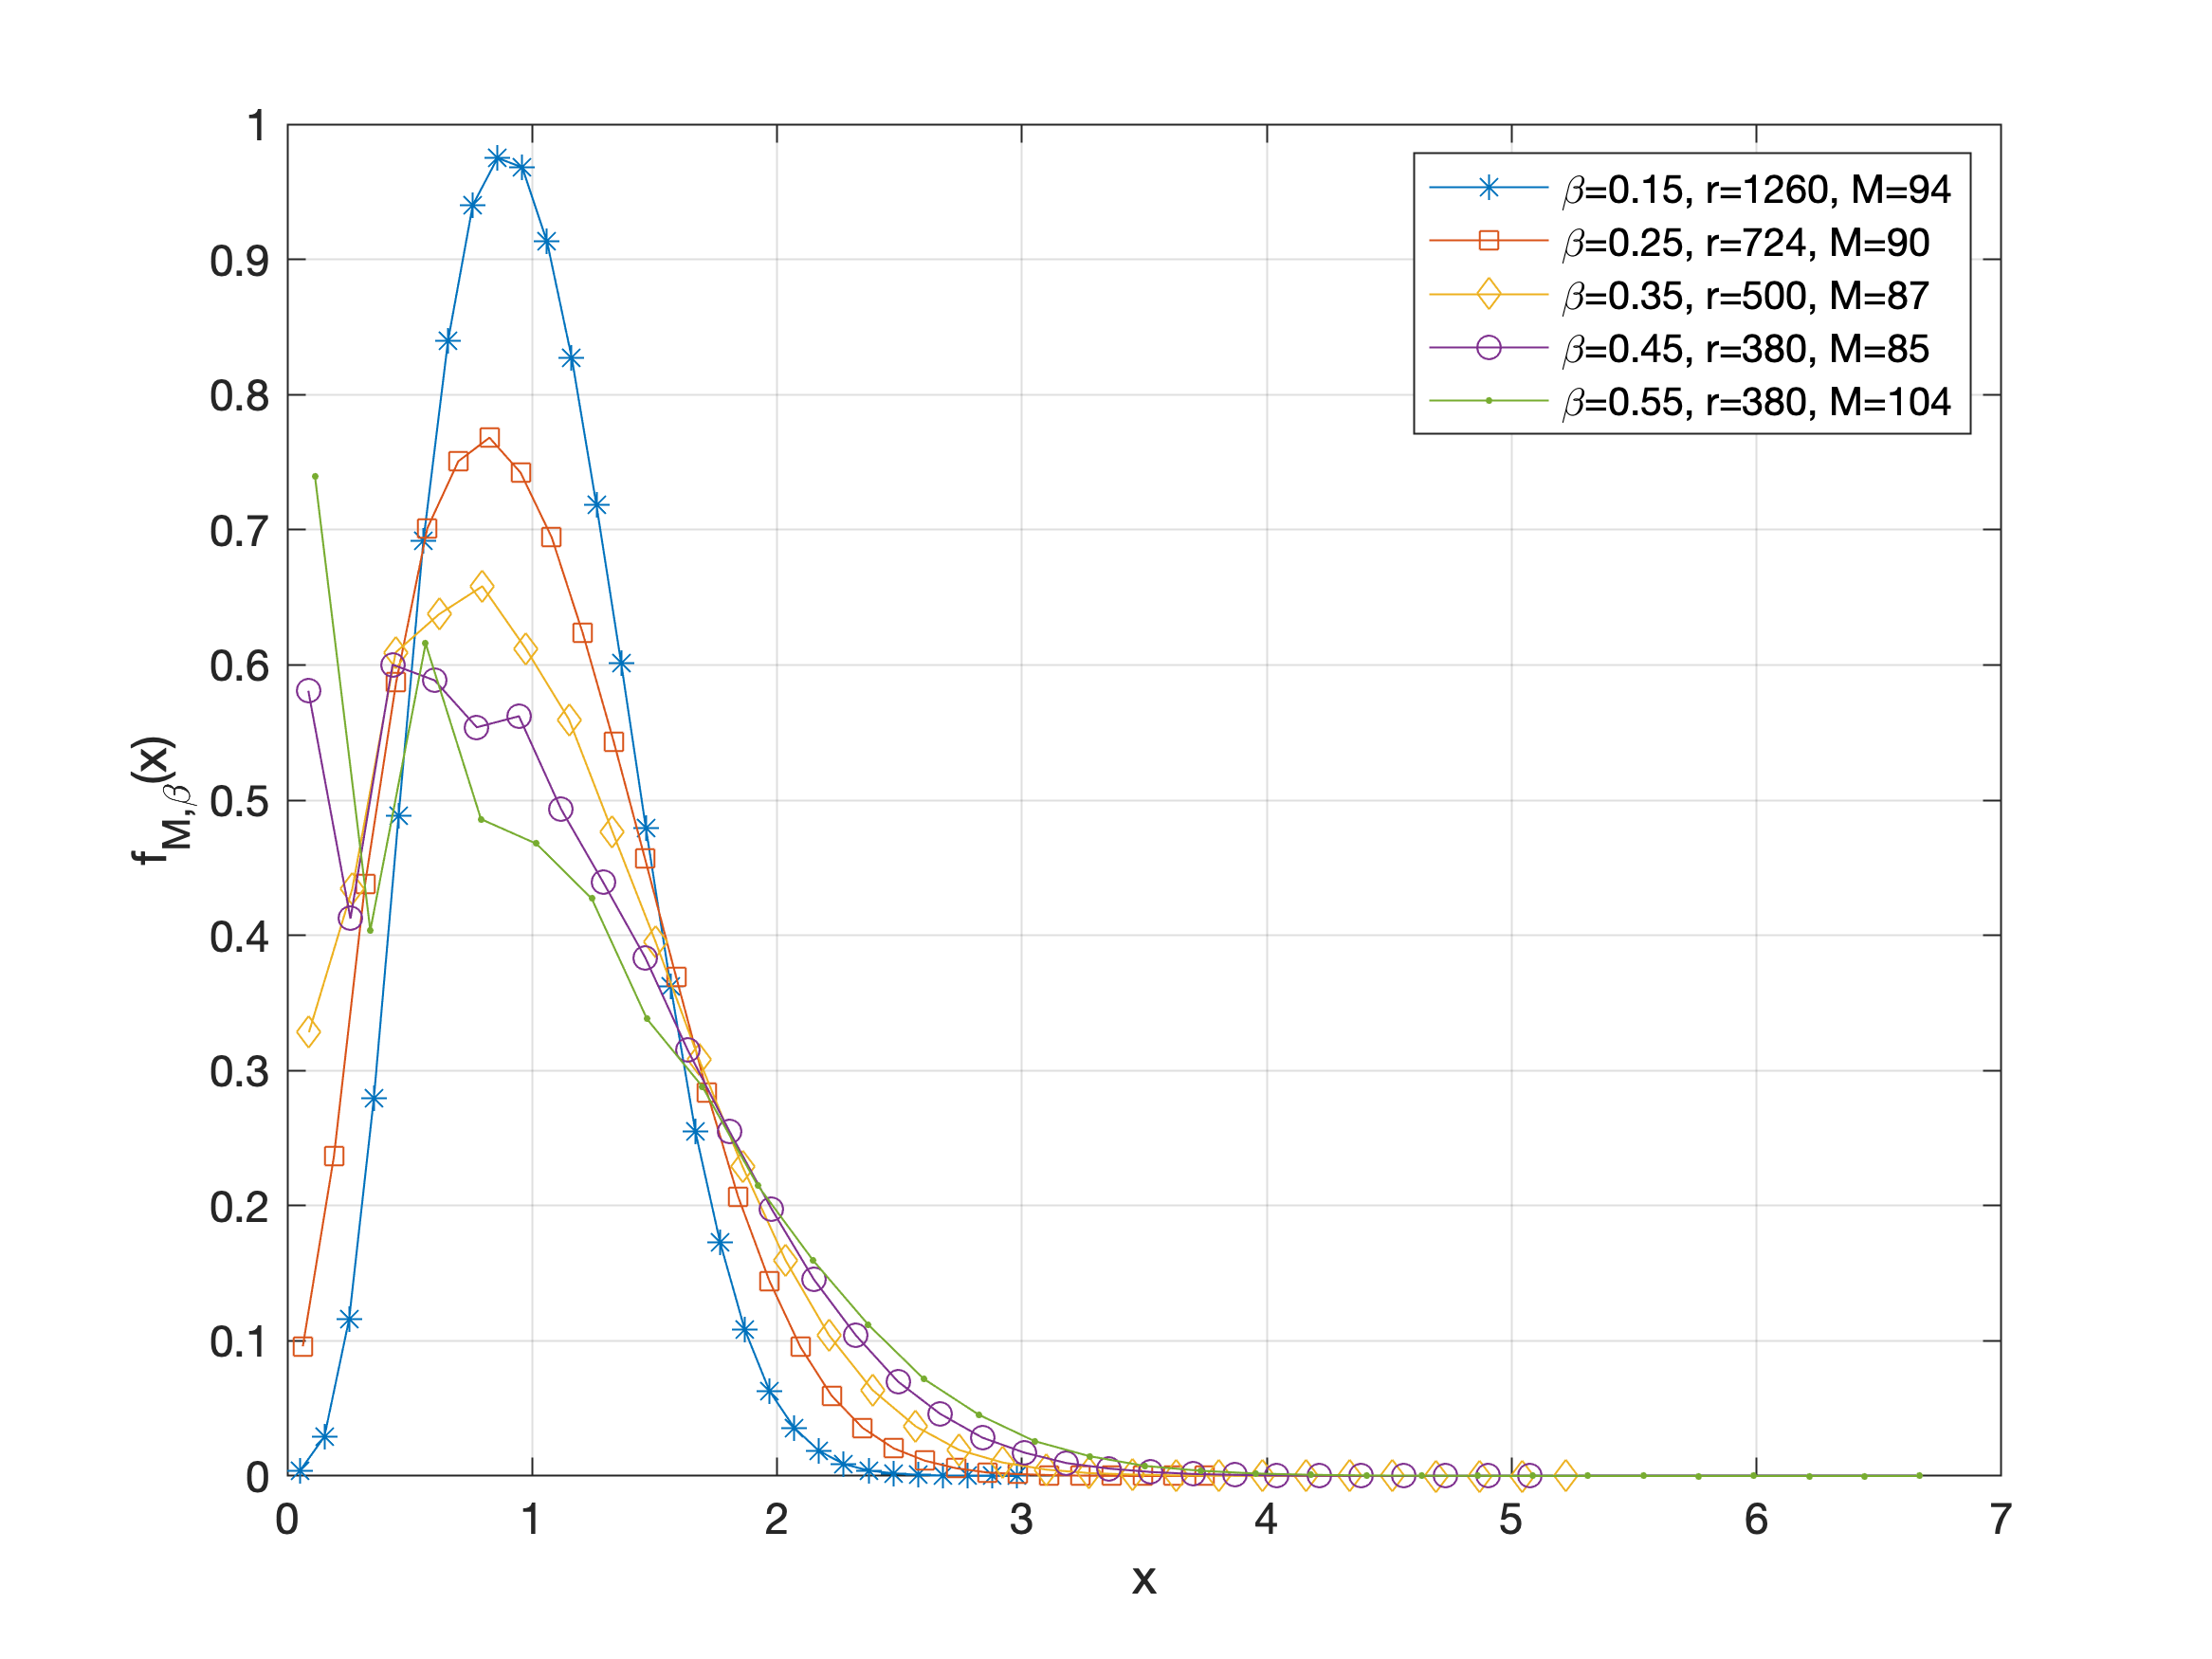 1
0.9
0.8
0.7
0.6
0.5
0.4
0.3
0.2
0.1
0
0 1 2 3 4 5 6 7
x
f_{M,β}(x)
β=0.15, r=1260, M=94
β=0.25, r=724, M=90
β=0.35, r=500, M=87
β=0.45, r=380, M=85
β=0.55, r=380, M=104